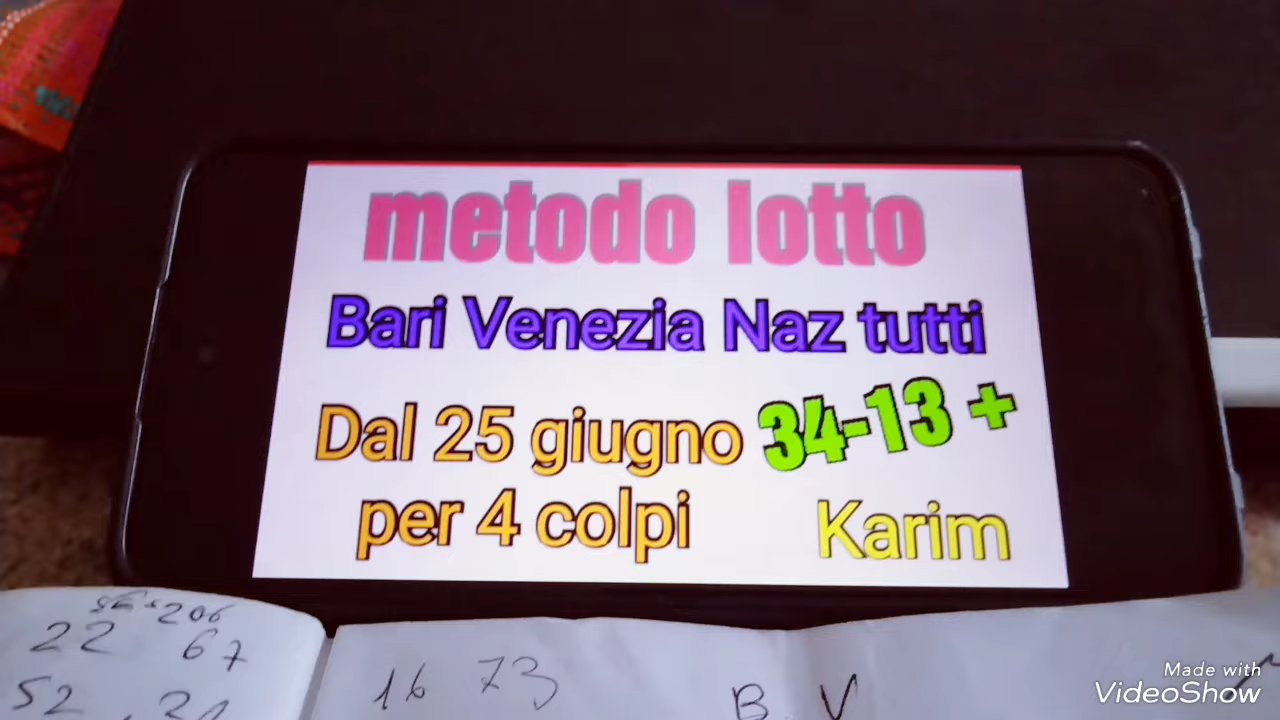 metodo lotto
Bari Venezia Naz tutti
Dal 25 giugno 34-13 +
per 4 colpi Karim
22 67
16 73
52
B V
Made with
VideoShow